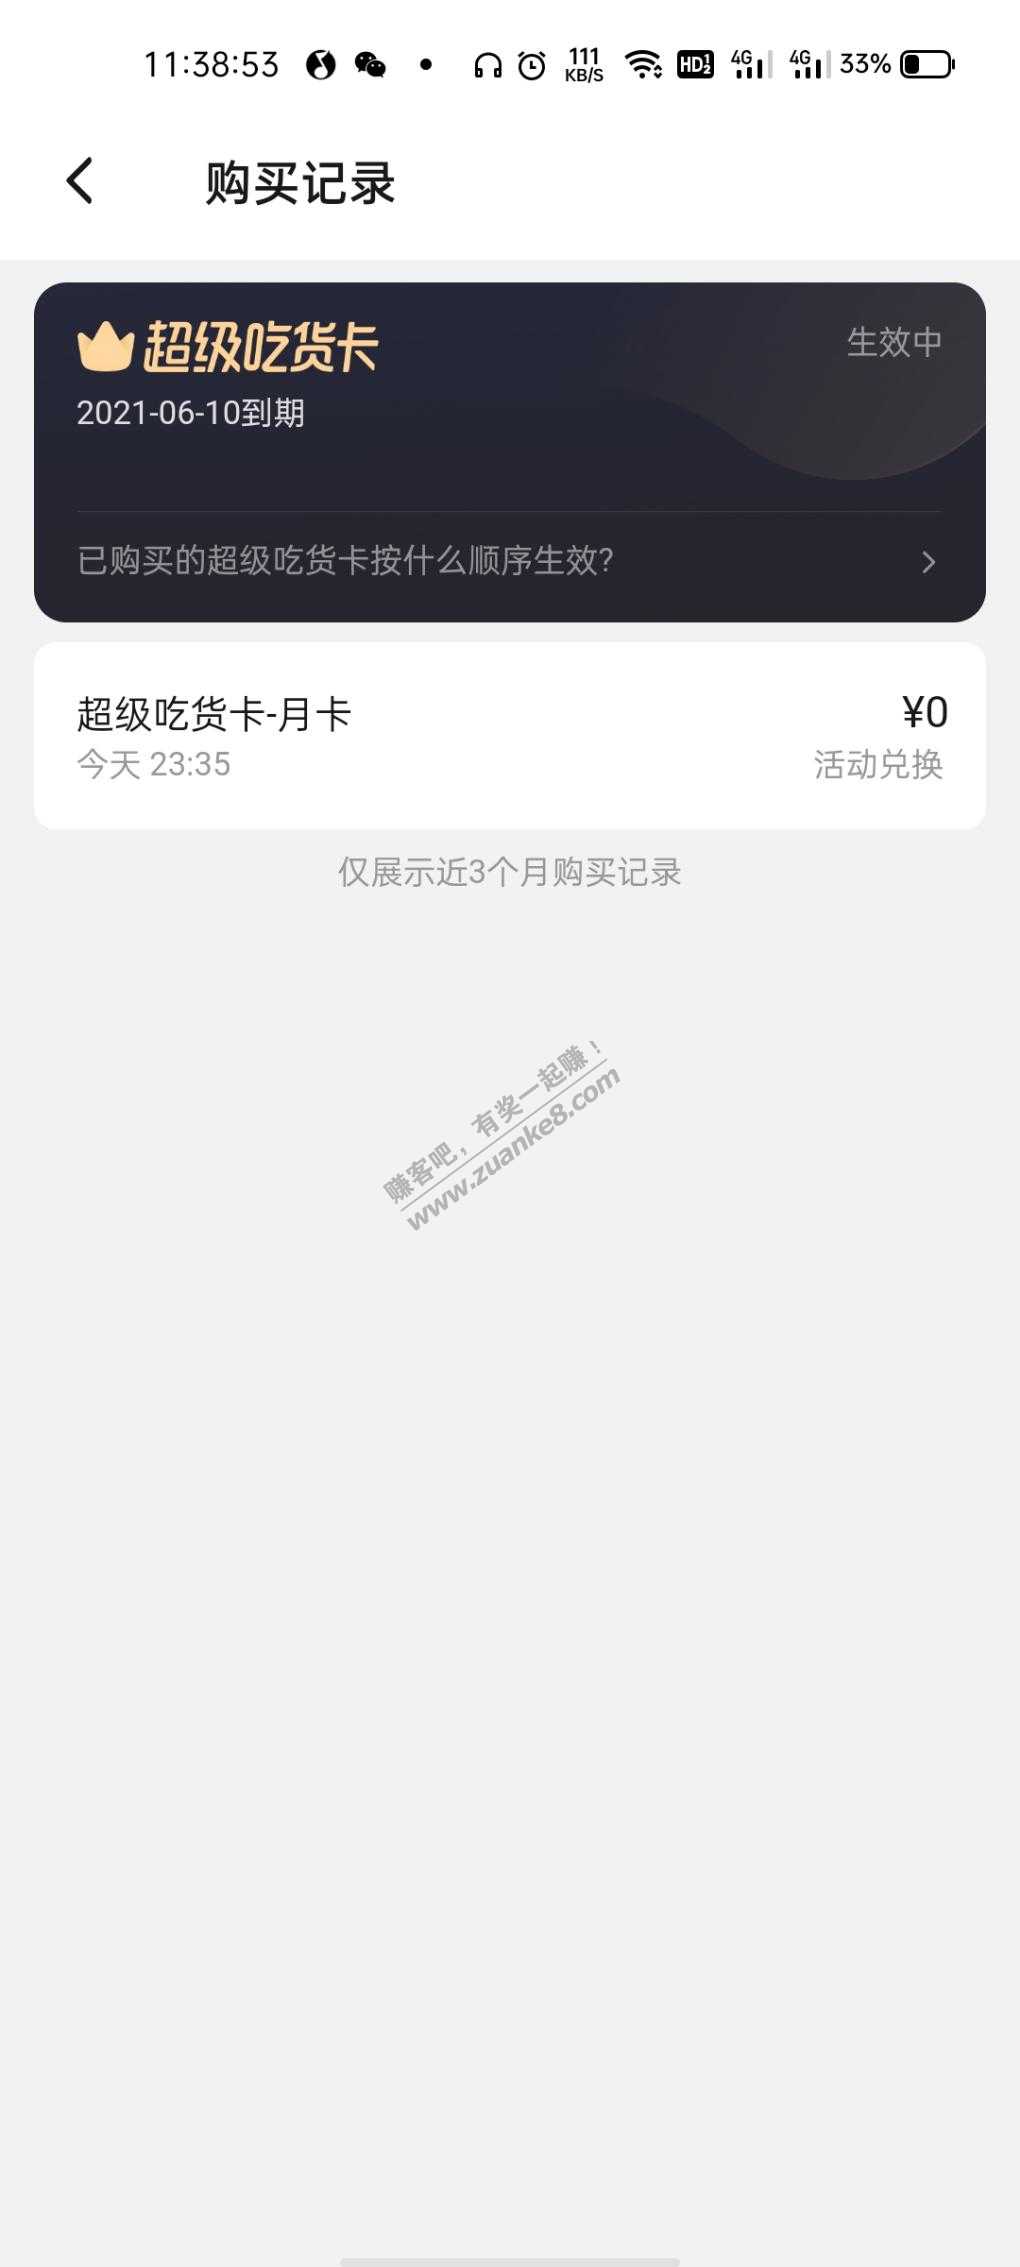 11:38:53
111
KB/S
HD 1 2
4G
4G
33%
购买记录
超级吃货卡
生效中
2021-06-10到期
已购买的超级吃货卡按什么顺序生效?
超级吃货卡-月卡
¥0
今天 23:35
活动兑换
仅展示近3个月购买记录
赚客吧，有奖一起赚！
www.zuanke8.com